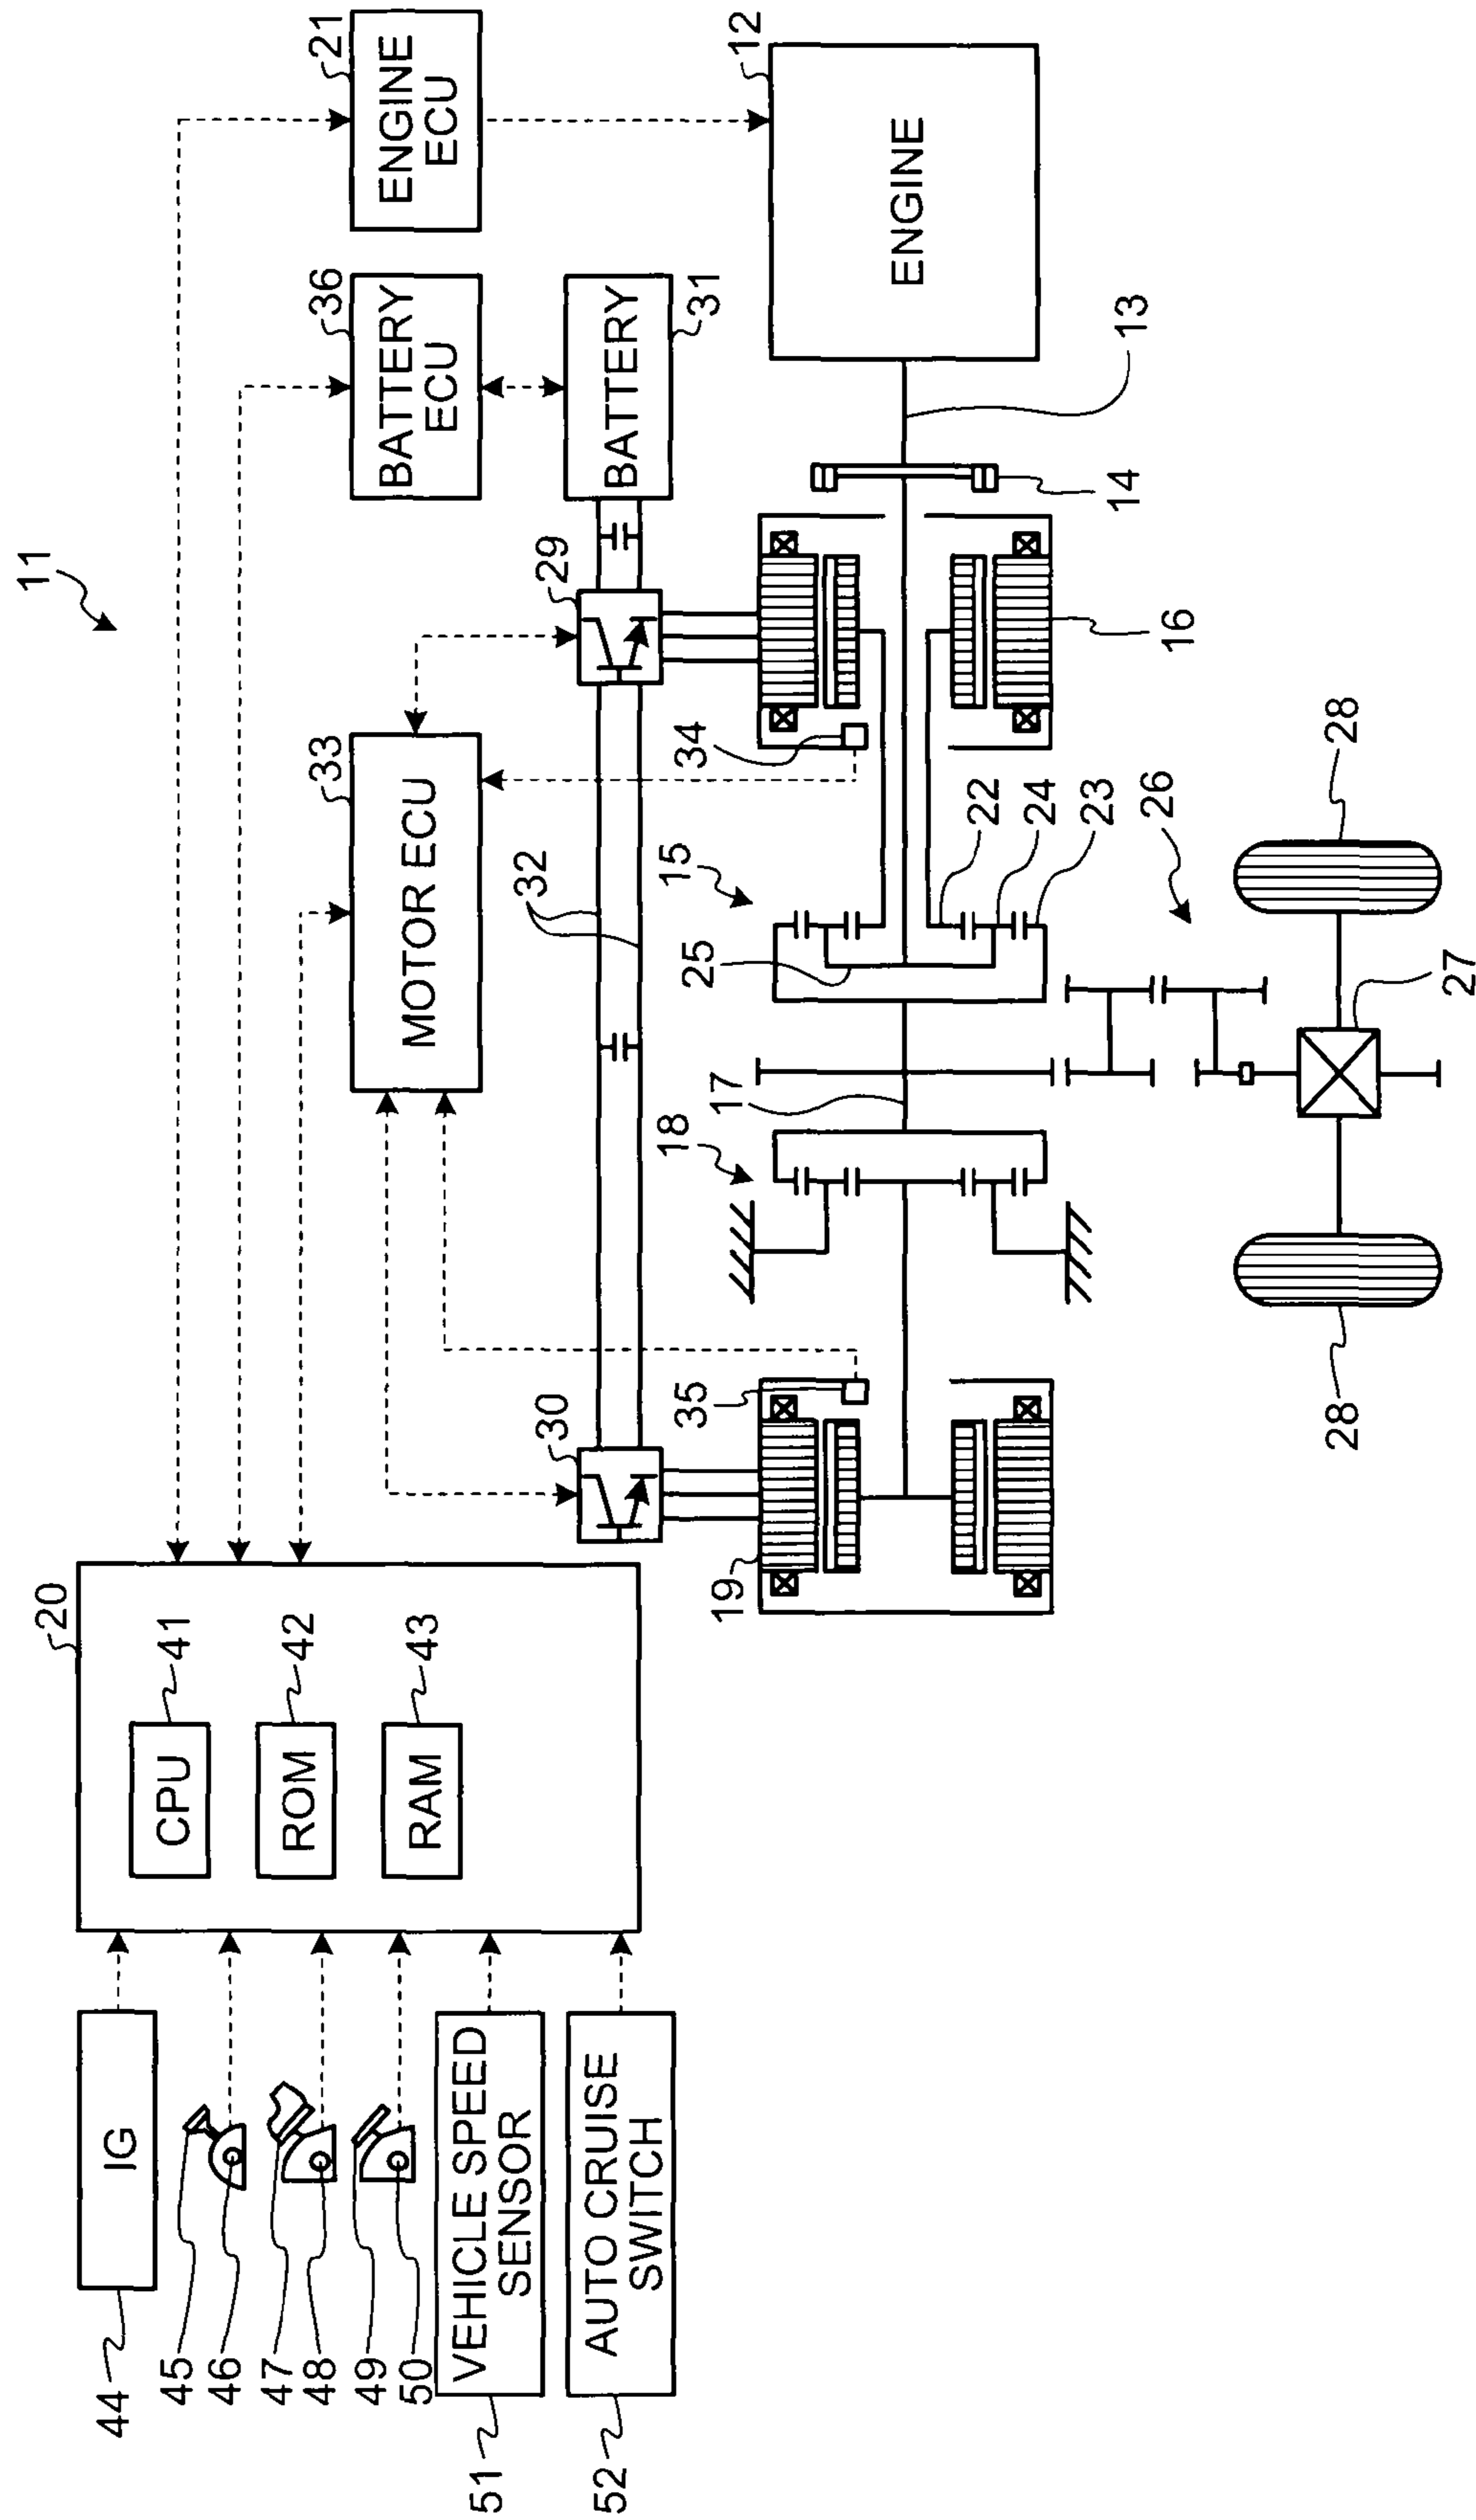 11
20
CPU
41
ROM
42
RAM
43
IG
44
45
46
47
48
49
50
VEHICLE SPEED
SENSOR
51
AUTO CRUISE
SWITCH
52
33
MOTOR ECU
36
BATTERY
ECU
21
ENGINE
ECU
30
32
29
BATTERY
31
19
35
18
17
25
15
34
12
ENGINE
22
24
23
16
14
13
26
28
27
28